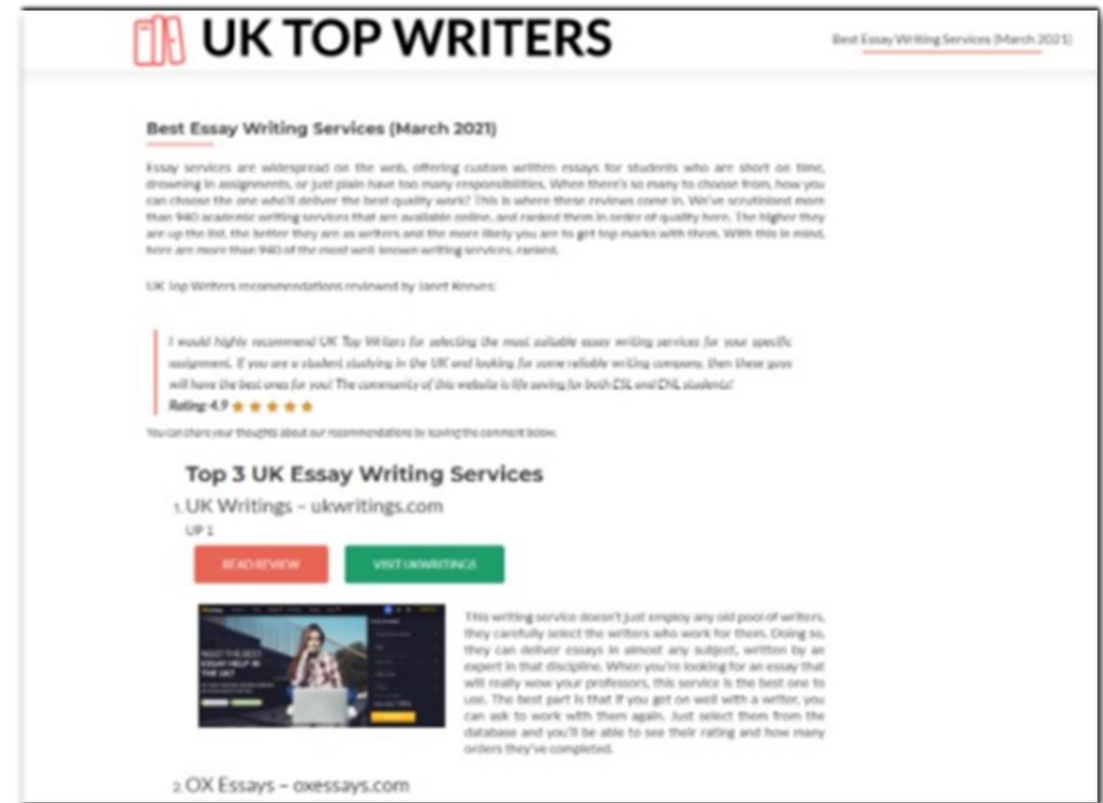 UK TOP WRITERS
Best Essay Writing Services (March 2021)
Best Essay Writing Services (March 2021)
Essay services are widespread on the web, offering custom written essays for students who are short on time,
drowning in assignments, or just plain have too many responsibilities. When there's so many to choose from, how you
can choose the one who'll deliver the best quality work? This is where these reviews come in. We've scrutinised more
than 940 academic writing services that are available online, and ranked them in order of quality here. The higher they
are up the list, the better they are as writers and the more likely you are to get top marks with them. With this in mind,
here are more than 940 of the most well-known writing services, ranked.
UK Top Writers recommendations reviewed by Janet Reeves:
I would highly recommend UK Top Writers for selecting the most suitable essay writing services for your specific
assignment. If you are a student studying in the UK and looking for some reliable writing company, then these guys
will have the best ones for you! The community of this website is life saving for both ESL and ENL students!
Rating: 4.9
You can share your thoughts about our recommendations by leaving the comment below.
Top 3 UK Essay Writing Services
1. UK Writings – ukwritings.com
UP 1
READ REVIEW
VISIT UKWRITINGS
NEED THE BEST
ESSAY HELP IN
THE UK?
This writing service doesn't just employ any old pool of writers,
they carefully select the writers who work for them. Doing so,
they can deliver essays in almost any subject, written by an
expert in that discipline. When you're looking for an essay that
will really wow your professors, this service is the best one to
use. The best part is that if you get on well with a writer, you
can ask to work with them again. Just select them from the
database and you'll be able to see their rating and how many
orders they've completed.
2. OX Essays – oxessays.com